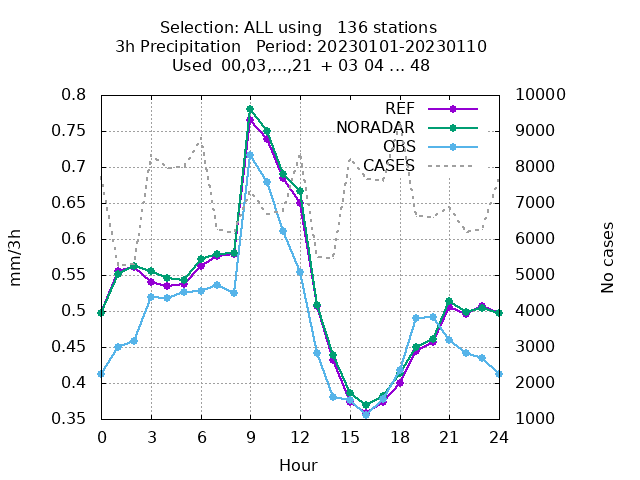 Selection: ALL using   136 stations
3h Precipitation   Period: 20230101-20230110
Used  00,03,...,21  + 03 04 ... 48
0.8
0.75
0.7
0.65
0.6
0.55
0.5
0.45
0.4
0.35
10000
9000
8000
7000
6000
5000
4000
3000
2000
1000
REF
NORADAR
OBS
CASES
mm/3h
No cases
0 3 6 9 12 15 18 21 24
Hour